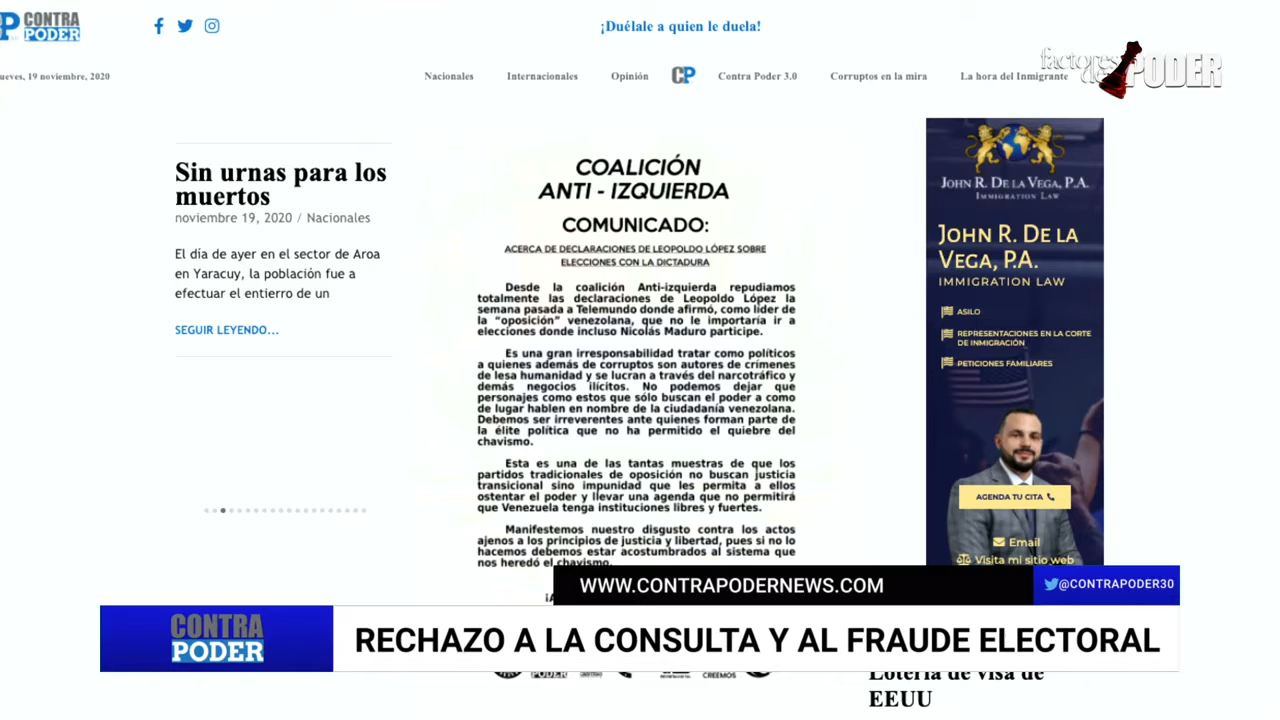 CP CONTRA
PODER
¡Duélale a quien le duela!
factores de PODER
ueves, 19 noviembre, 2020
Nacionales
Internacionales
Opinión
CP
Contra Poder 3.0
Corruptos en la mira
La hora del Inmigrante
Sin urnas para los
muertos
noviembre 19, 2020 / Nacionales
El día de ayer en el sector de Aroa
en Yaracuy, la población fue a
efectuar el entierro de un
SEGUIR LEYENDO...
COALICIÓN
ANTI - IZQUIERDA
COMUNICADO:
ACERCA DE DECLARACIONES DE LEOPOLDO LÓPEZ SOBRE
ELECCIONES CON LA DICTADURA
Desde la coalición Anti-izquierda repudiamos
totalmente las declaraciones de Leopoldo López la
semana pasada a Telemundo donde afirmó, como líder de
la “oposición” venezolana, que no le importaría ir a
elecciones donde incluso Nicolás Maduro participe.
Es una gran irresponsabilidad tratar como políticos
a quienes además de corruptos son autores de crímenes
de lesa humanidad y se lucran a través del narcotráfico y
demás negocios ilícitos. No podemos dejar que
personajes como estos que sólo buscan el poder a como
de lugar hablen en nombre de la ciudadanía venezolana.
Debemos ser irreverentes ante quienes forman parte de
la élite política que no ha permitido el quiebre del
chavismo.
Esta es una de las tantas muestras de que los
partidos tradicionales de oposición no buscan justicia
transicional sino impunidad que les permita a ellos
ostentar el poder y llevar una agenda que no permitirá
que Venezuela tenga instituciones libres y fuertes.
Manifestemos nuestro disgusto contra los actos
ajenos a los principios de justicia y libertad, pues si no lo
hacemos debemos estar acostumbrados al sistema que
nos heredó el chavismo.
JOHN R. DE LA VEGA, P.A.
IMMIGRATION LAW
JOHN R. DE LA
VEGA, P.A.
IMMIGRATION LAW
ASILO
REPRESENTACIONES EN LA CORTE
DE INMIGRACIÓN
PETICIONES FAMILIARES
AGENDA TU CITA
Email
Visita mi sitio web
WWW.CONTRAPODERNEWS.COM
@CONTRAPODER30
CONTRA
PODER
RECHAZO A LA CONSULTA Y AL FRAUDE ELECTORAL
PODER
CREEMOS
Lotería de visa de
EEUU